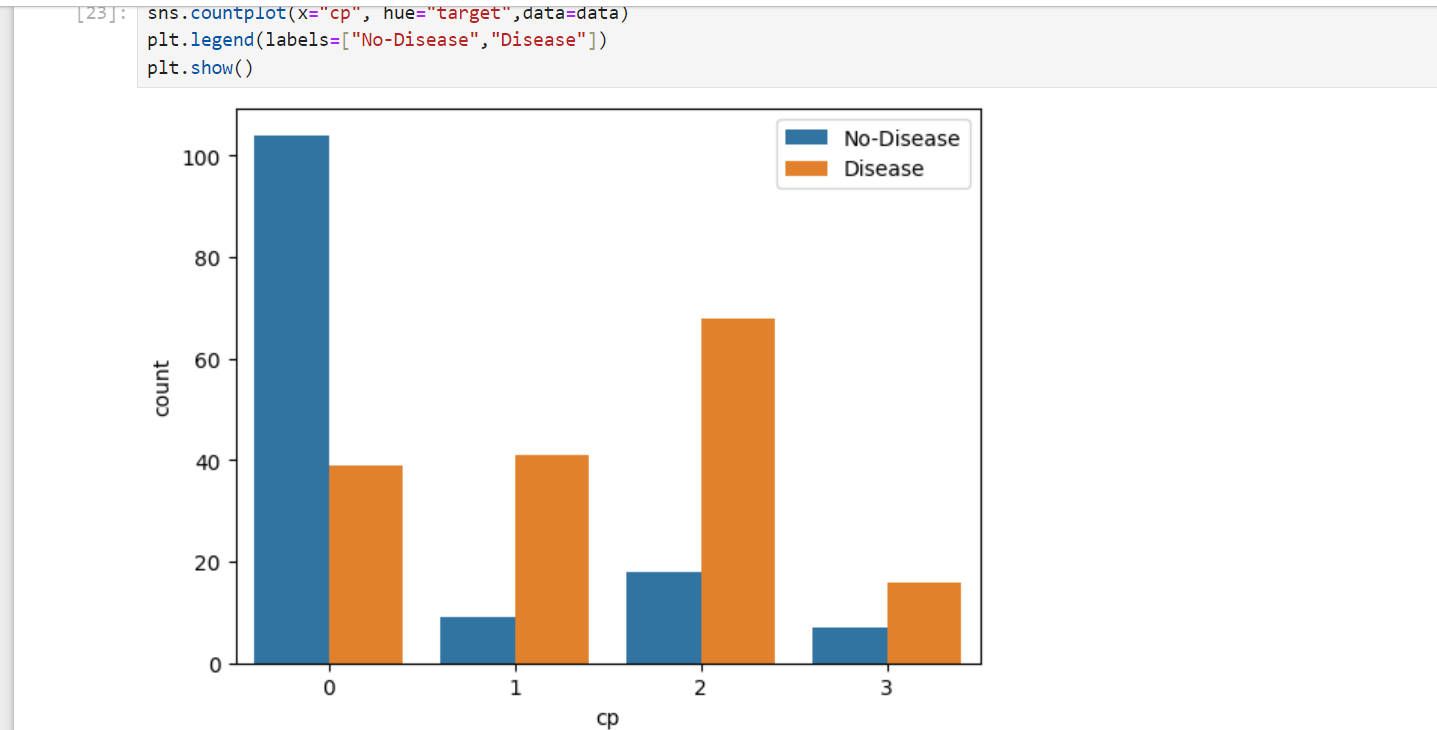 [23]: sns.countplot(x="cp", hue="target",data=data)
plt.legend(labels=["No-Disease","Disease"])
plt.show()
No-Disease
Disease
100
80
60
40
20
0
count
0 1 2 3
cp